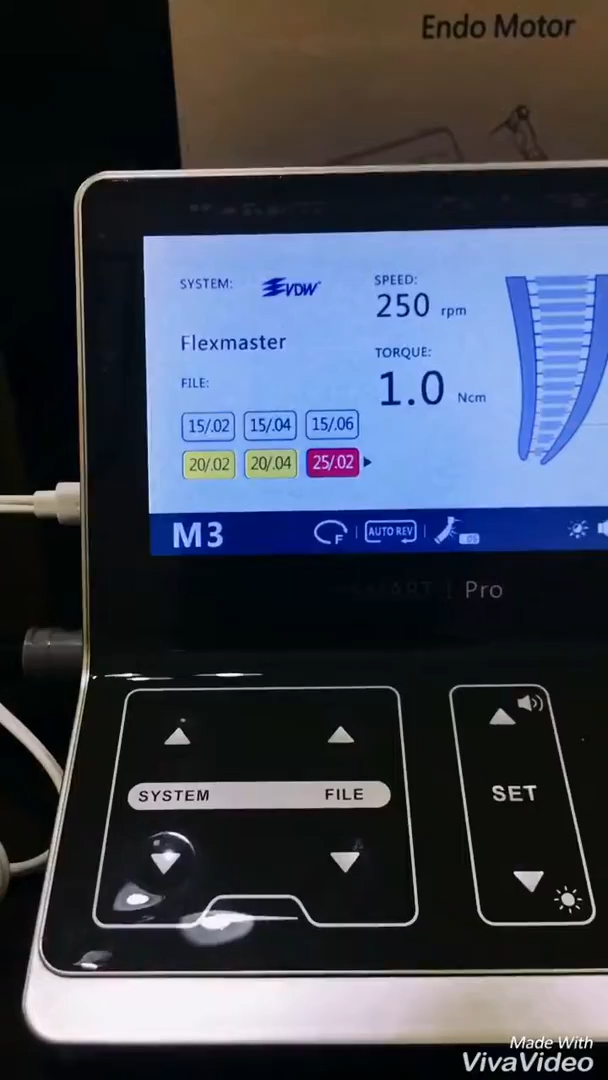 Endo Motor
SYSTEM: VDW
SPEED:
250 rpm
Flexmaster
TORQUE:
1.0 Ncm
FILE:
15/.02 15/.04 15/.06
20/.02 20/.04 25/.02
M3 F AUTO REV
Pro
SYSTEM FILE
SET
Made With
VivaVideo